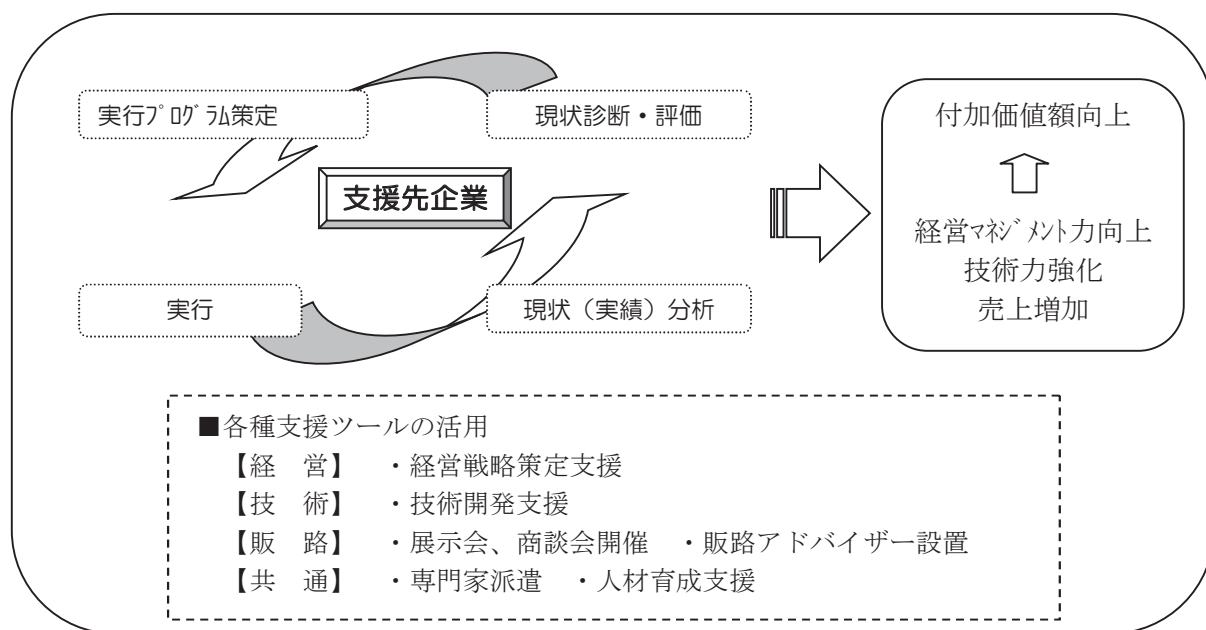 実行ﾌﾟﾛｸﾞﾗﾑ策定
現状診断・評価
支援先企業
実行
現状（実績）分析
付加価値額向上
経営ﾏﾈｼﾞﾒﾝﾄ力向上
技術力強化
売上増加
■各種支援ツールの活用
【経　営】　・経営戦略策定支援
【技　術】　・技術開発支援
【販　路】　・展示会、商談会開催　・販路アドバイザー設置
【共　通】　・専門家派遣　・人材育成支援